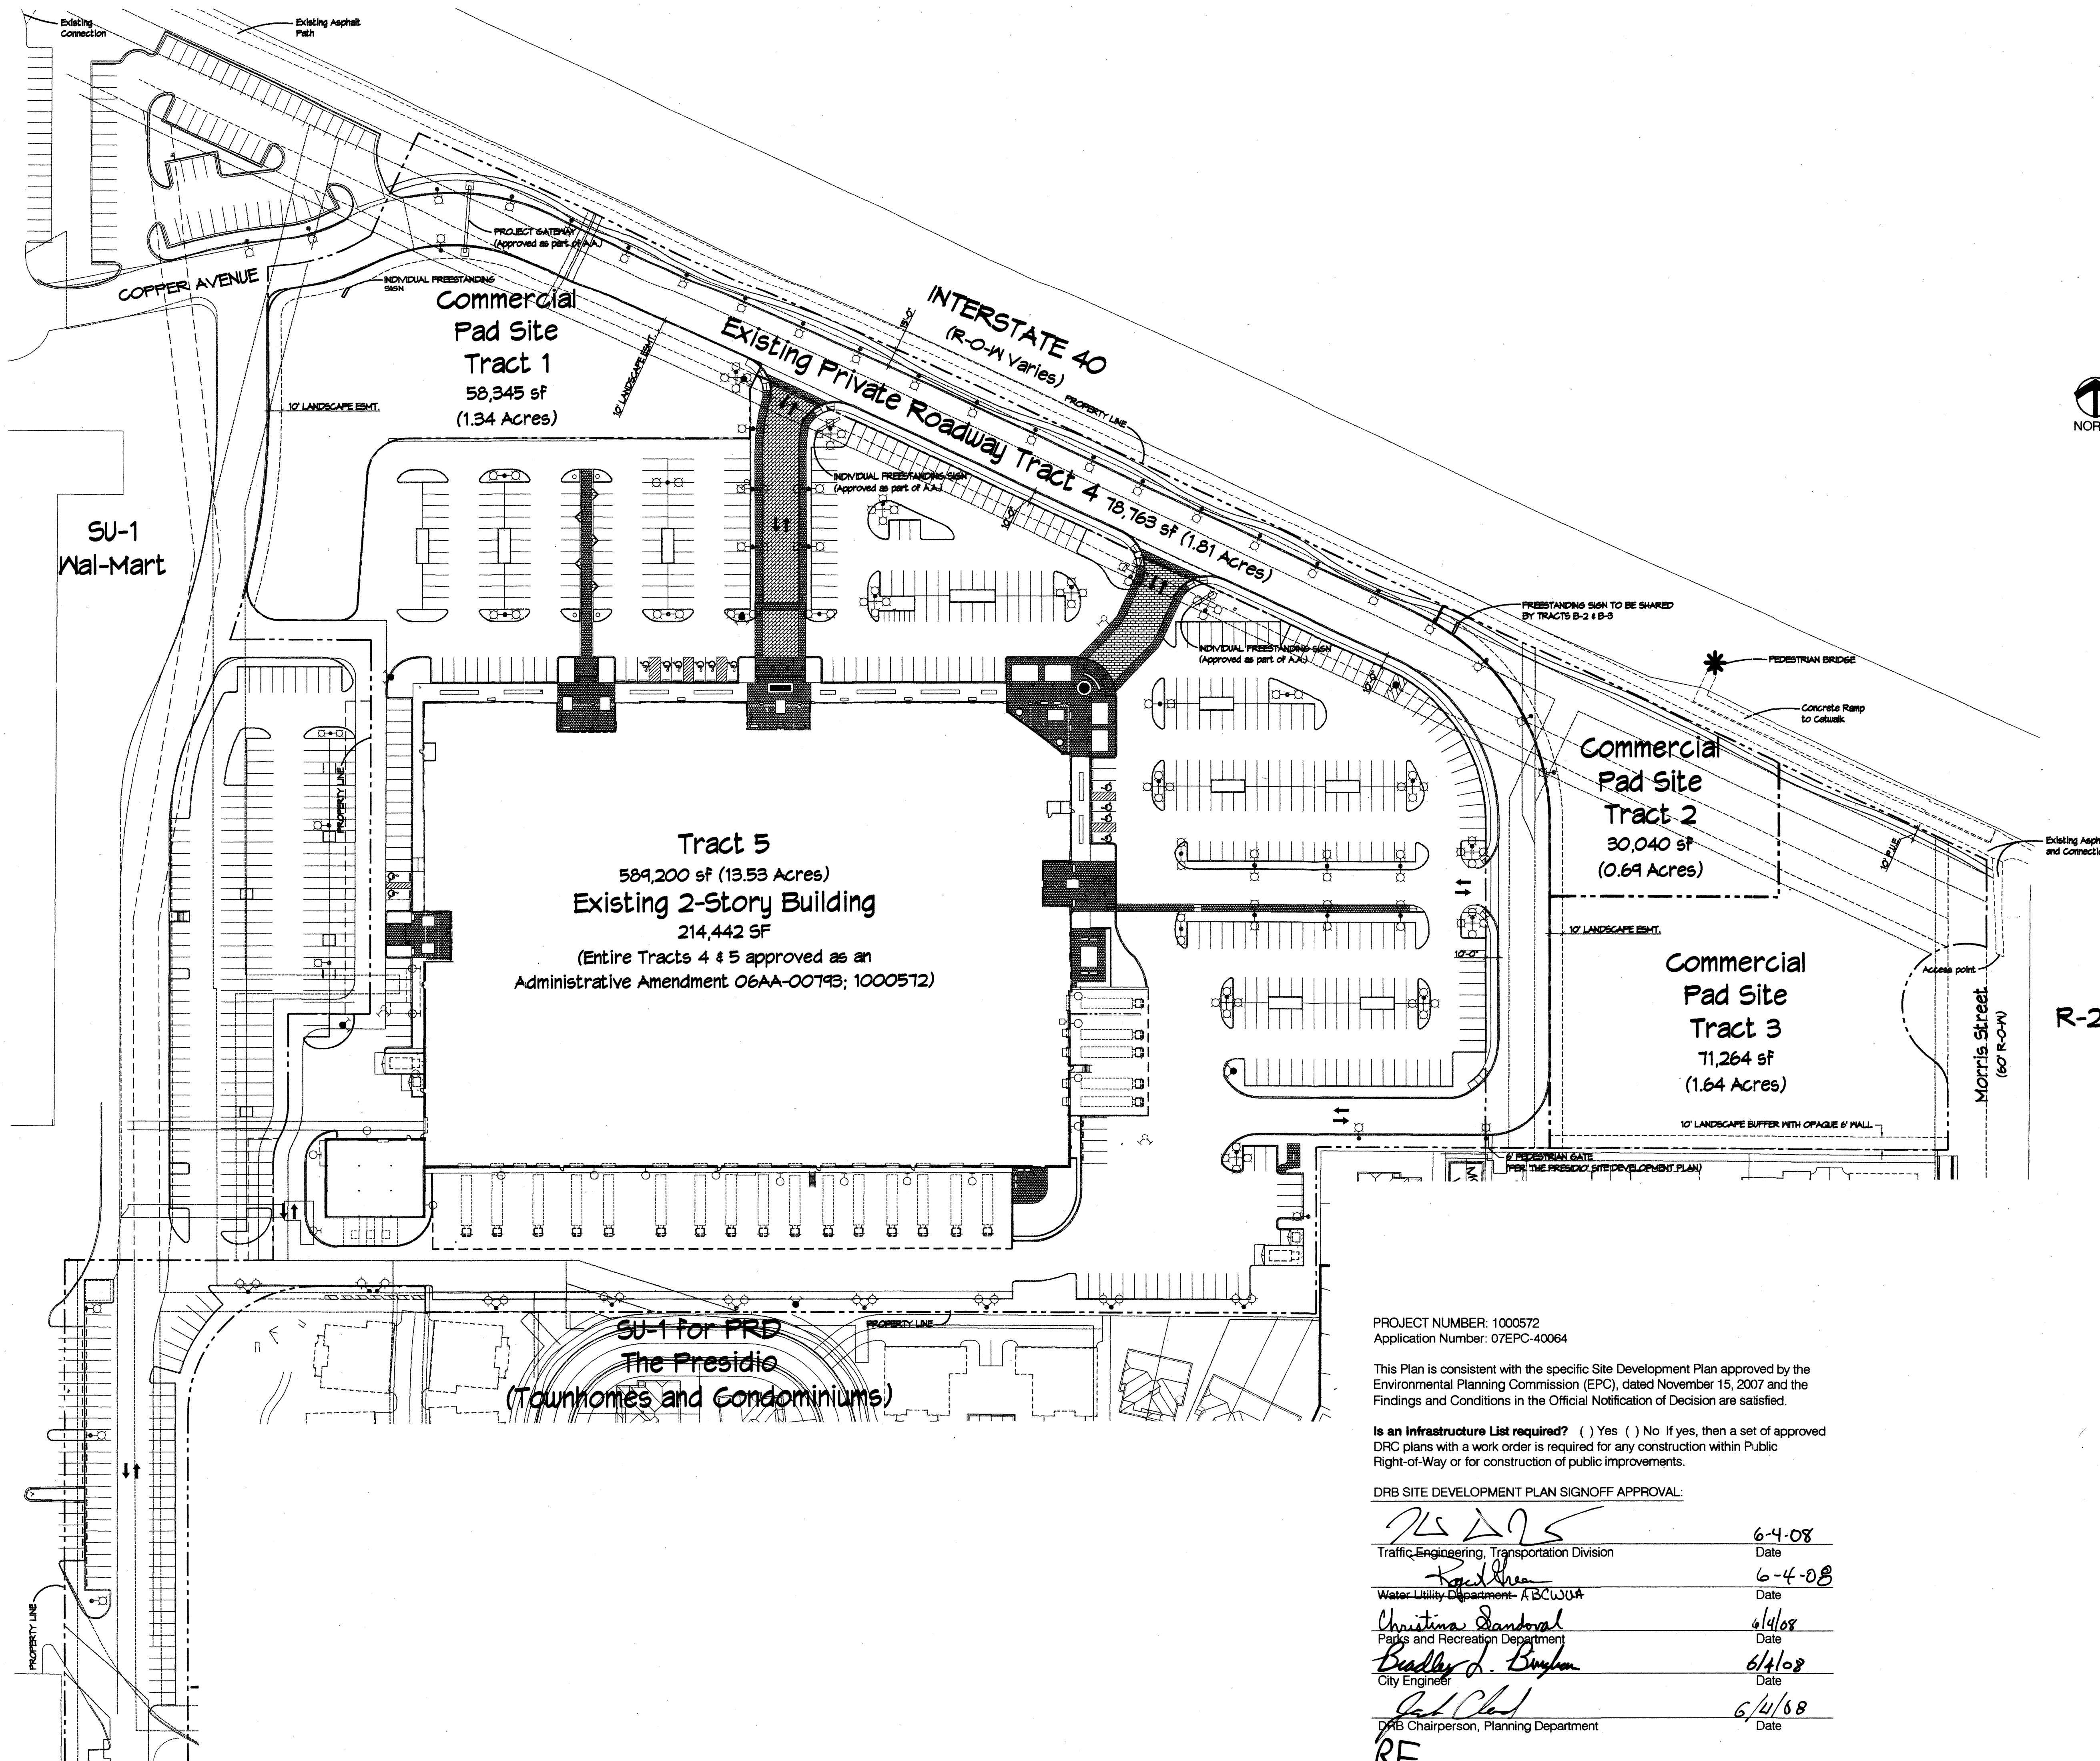 Existing
Connection
Existing Asphalt
Path
COPPER AVENUE
PROJECT GATEWAY
(Approved as part of A.A.)
INDIVIDUAL FREESTANDING
SIGN
Commercial
Pad Site
Tract 1
58,345 sf
(1.34 Acres)
10' LANDSCAPE ESMT.
10' LANDSCAPE ESMT.
INTERSTATE 40
(R-O-W Varies)
15'-0"
PROPERTY LINE
Existing Private Roadway Tract 4 78,763 sf (1.81 Acres)
INDIVIDUAL FREESTANDING SIGN
(Approved as part of A.A.)
10'-0"
NOR
SU-1
Wal-Mart
INDIVIDUAL FREESTANDING SIGN
(Approved as part of A.A.)
10'-0"
FREESTANDING SIGN TO BE SHARED
BY TRACTS B-2 & B-3
PEDESTRIAN BRIDGE
Concrete Ramp
to Catwalk
Commercial
Pad Site
Tract 2
30,040 sf
(0.69 Acres)
10' P.U.E.
Existing Asph
and Connectio
PROPERTY LINE
Tract 5
589,200 sf (13.53 Acres)
Existing 2-Story Building
214,442 SF
(Entire Tracts 4 & 5 approved as an
Administrative Amendment 06AA-00793; 1000572)
10'-0"
10' LANDSCAPE ESMT.
Commercial
Pad Site
Tract 3
71,264 sf
(1.64 Acres)
Access point
Morris Street
(60' R-O-W)
R-2
10' LANDSCAPE BUFFER WITH OPAQUE 6' WALL
6' PEDESTRIAN GATE
(PER THE PRESIDIO SITE DEVELOPMENT PLAN)
SU-1 for PRD
The Presidio
(Townhomes and Condominiums)
PROPERTY LINE
PROPERTY LINE
PROJECT NUMBER: 1000572
Application Number: 07EPC-40064
This Plan is consistent with the specific Site Development Plan approved by the
Environmental Planning Commission (EPC), dated November 15, 2007 and the
Findings and Conditions in the Official Notification of Decision are satisfied.
Is an Infrastructure List required? ( ) Yes ( ) No If yes, then a set of approved
DRC plans with a work order is required for any construction within Public
Right-of-Way or for construction of public improvements.
DRB SITE DEVELOPMENT PLAN SIGNOFF APPROVAL:
6-4-08
Traffic Engineering, Transportation Division Date
6-4-08
Water Utility Department ABCWUA Date
Christina Sandoval 6/4/08
Parks and Recreation Department Date
Bradley L. Bingham 6/4/08
City Engineer Date
6/4/08
DRB Chairperson, Planning Department Date